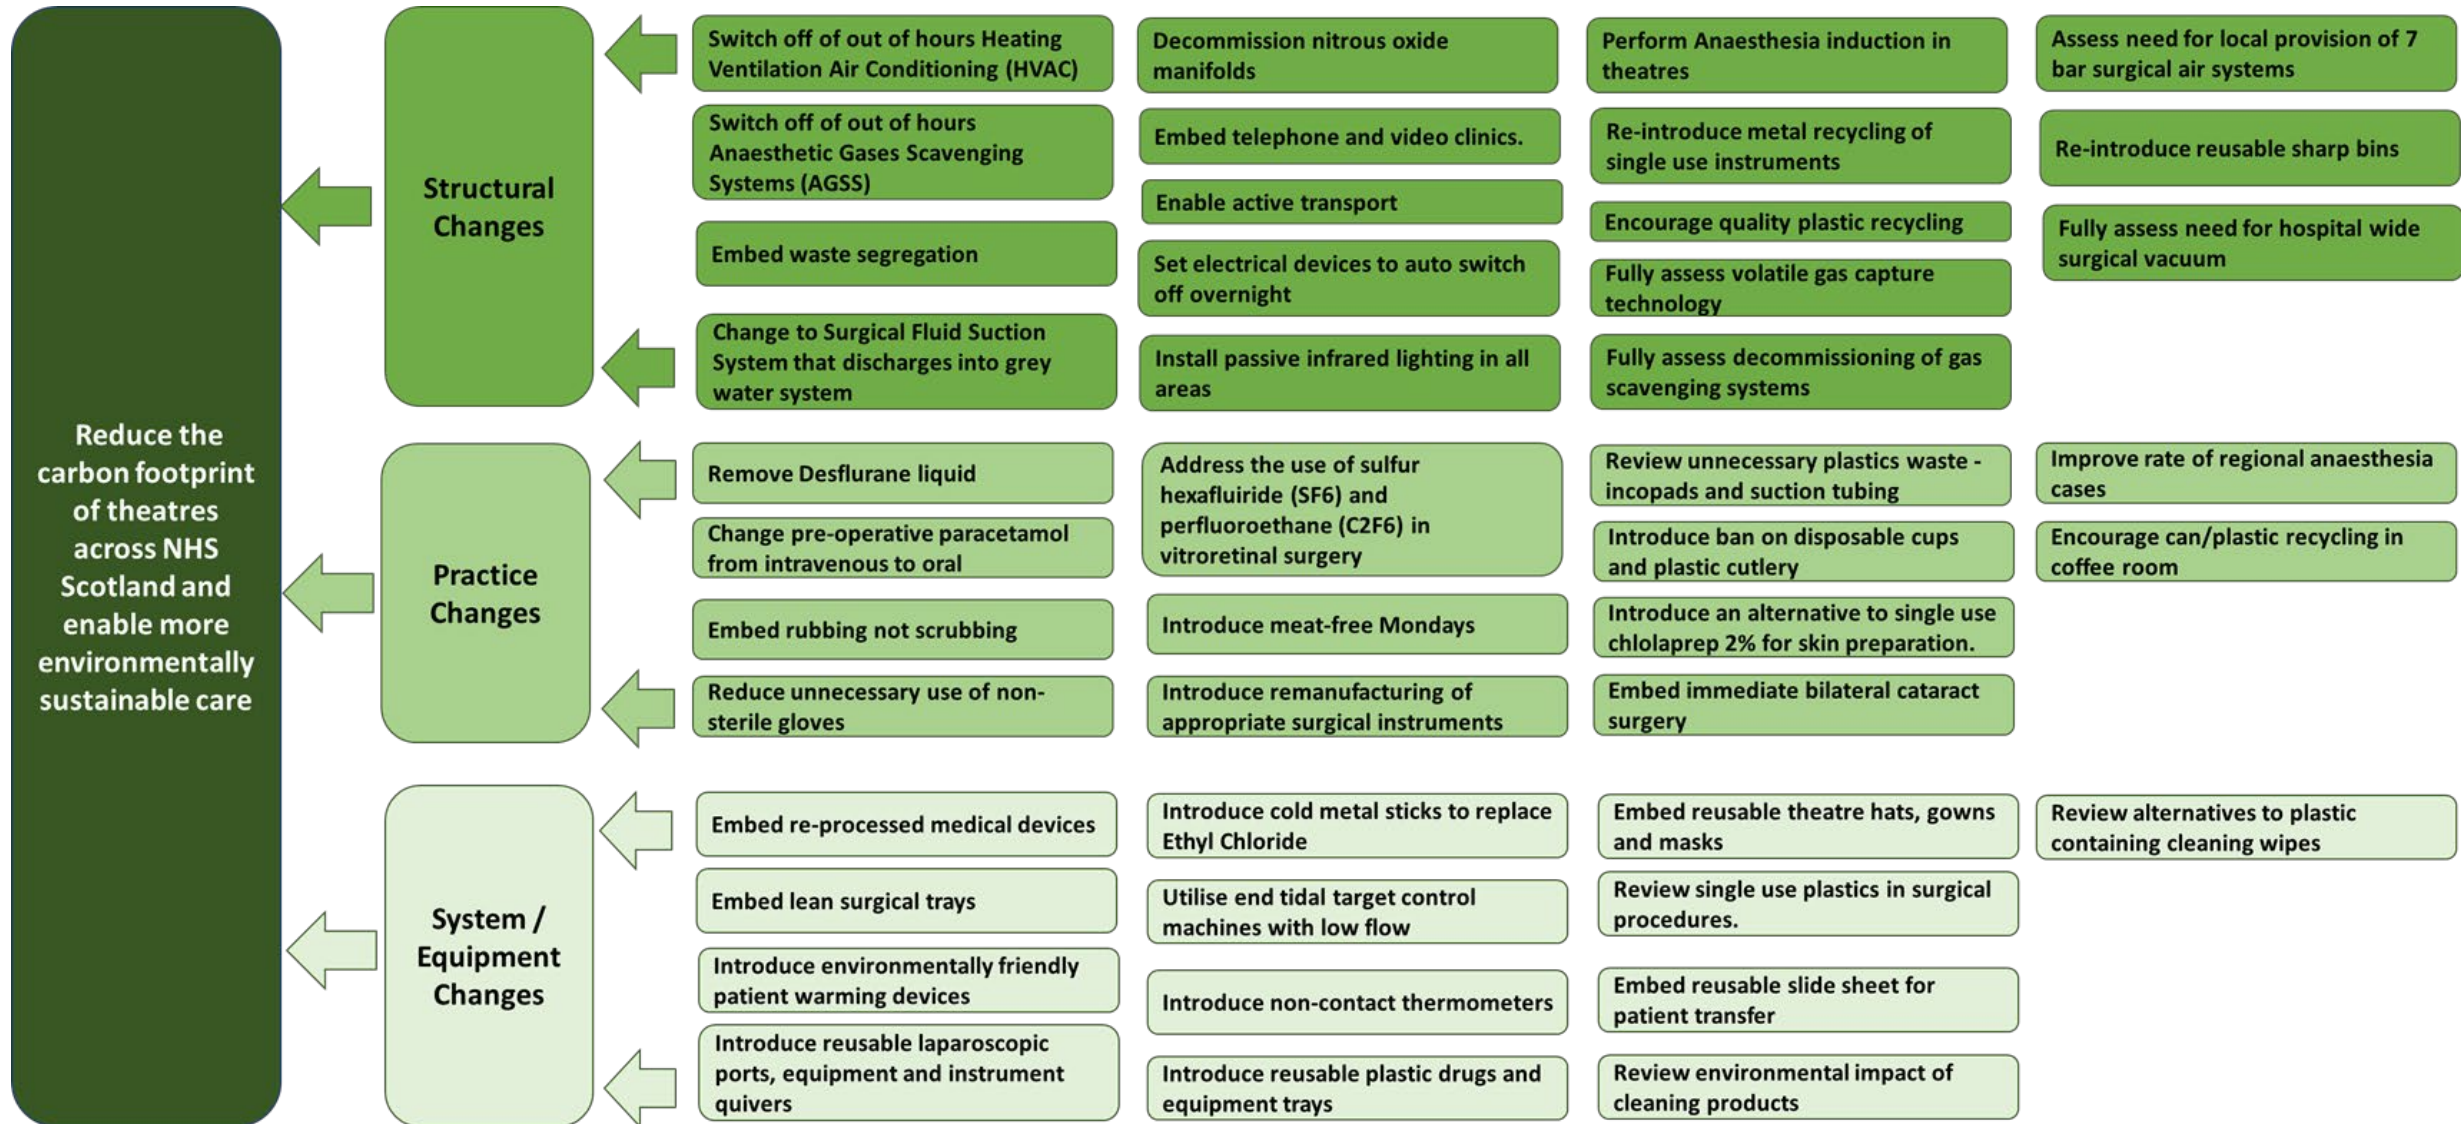 Reduce the
carbon footprint
of theatres
across NHS
Scotland and
enable more
environmentally
sustainable care
Structural
Changes
Switch off of out of hours Heating
Ventilation Air Conditioning (HVAC)
Switch off of out of hours
Anaesthetic Gases Scavenging
Systems (AGSS)
Embed waste segregation
Change to Surgical Fluid Suction
System that discharges into grey
water system
Decommission nitrous oxide
manifolds
Embed telephone and video clinics.
Enable active transport
Set electrical devices to auto switch
off overnight
Install passive infrared lighting in all
areas
Perform Anaesthesia induction in
theatres
Re-introduce metal recycling of
single use instruments
Encourage quality plastic recycling
Fully assess volatile gas capture
technology
Fully assess decommissioning of gas
scavenging systems
Assess need for local provision of 7
bar surgical air systems
Re-introduce reusable sharp bins
Fully assess need for hospital wide
surgical vacuum
Practice
Changes
Remove Desflurane liquid
Change pre-operative paracetamol
from intravenous to oral
Embed rubbing not scrubbing
Reduce unnecessary use of non-
sterile gloves
Address the use of sulfur
hexafluiride (SF6) and
perfluoroethane (C2F6) in
vitroretinal surgery
Introduce meat-free Mondays
Introduce remanufacturing of
appropriate surgical instruments
Review unnecessary plastics waste -
incopads and suction tubing
Introduce ban on disposable cups
and plastic cutlery
Introduce an alternative to single use
chlolaprep 2% for skin preparation.
Embed immediate bilateral cataract
surgery
Improve rate of regional anaesthesia
cases
Encourage can/plastic recycling in
coffee room
System /
Equipment
Changes
Embed re-processed medical devices
Embed lean surgical trays
Introduce environmentally friendly
patient warming devices
Introduce reusable laparoscopic
ports, equipment and instrument
quivers
Introduce cold metal sticks to replace
Ethyl Chloride
Utilise end tidal target control
machines with low flow
Introduce non-contact thermometers
Introduce reusable plastic drugs and
equipment trays
Embed reusable theatre hats, gowns
and masks
Review single use plastics in surgical
procedures.
Embed reusable slide sheet for
patient transfer
Review environmental impact of
cleaning products
Review alternatives to plastic
containing cleaning wipes